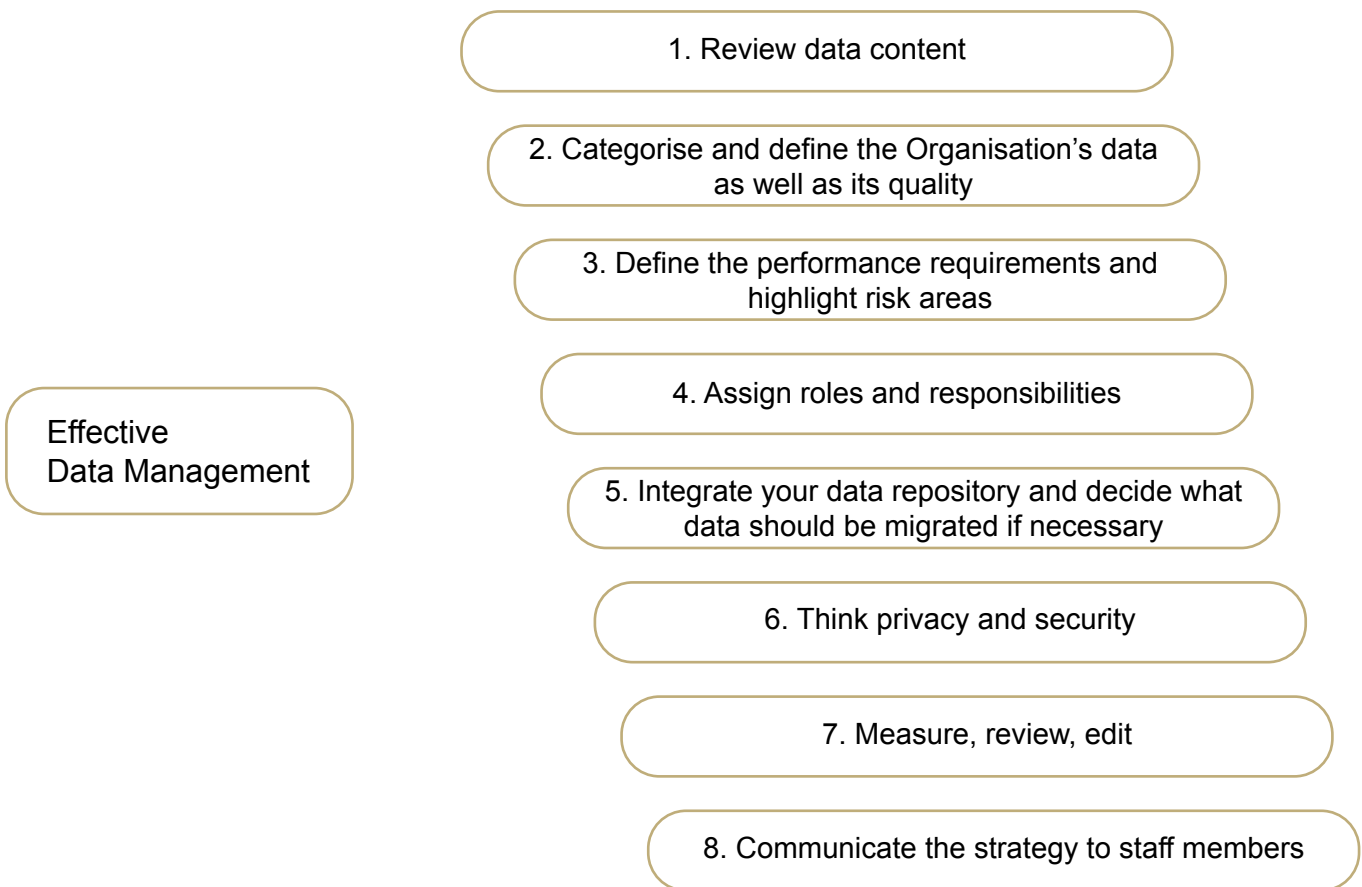 1. Review data content
2. Categorise and define the Organisation’s data
as well as its quality
3. Define the performance requirements and
highlight risk areas
4. Assign roles and responsibilities
Effective
Data Management
5. Integrate your data repository and decide what
data should be migrated if necessary
6. Think privacy and security
7. Measure, review, edit
8. Communicate the strategy to staff members